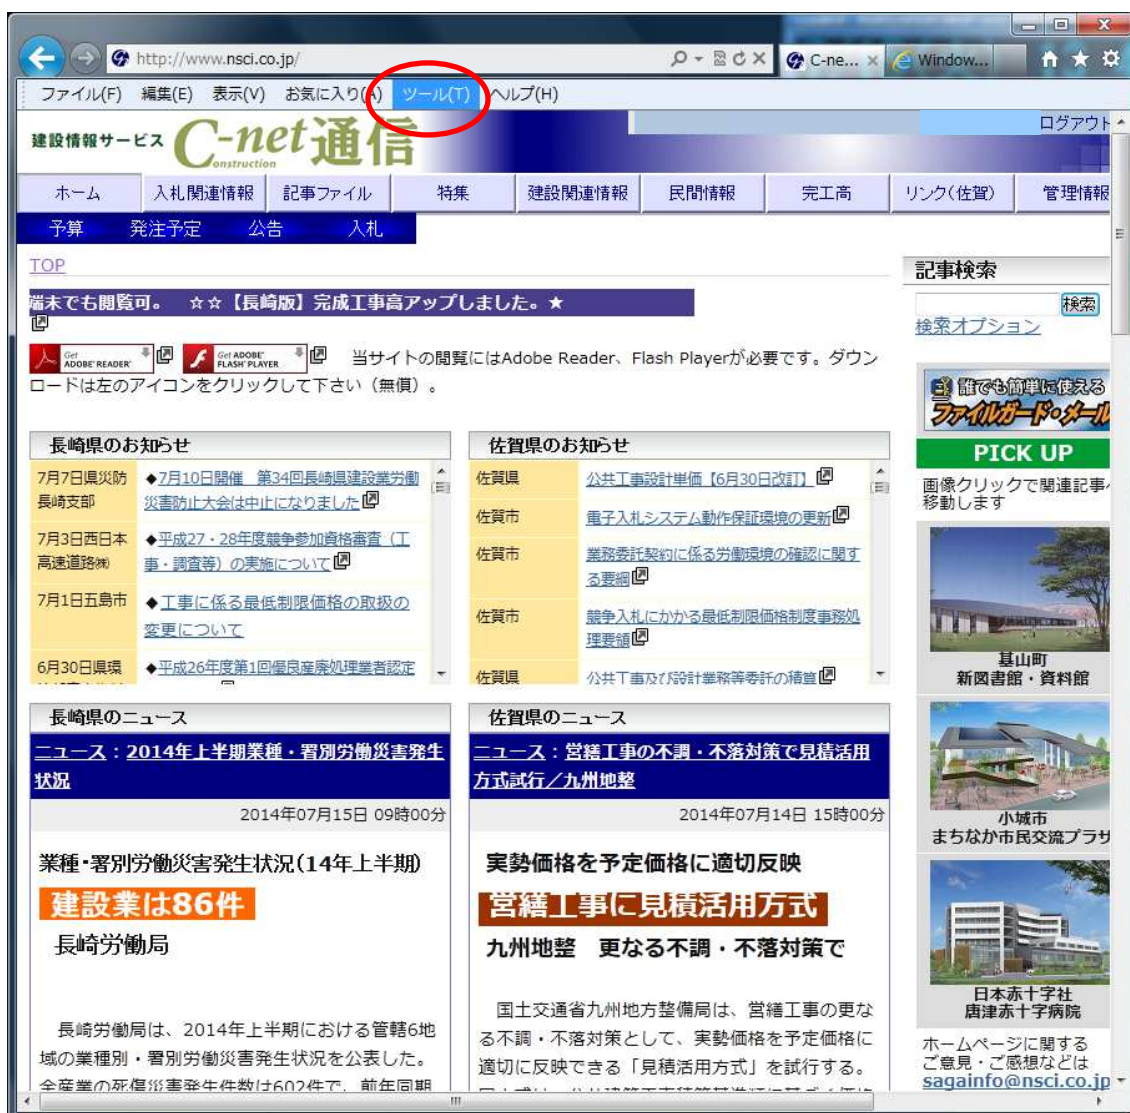 http://www.nsci.co.jp/
C-ne...
Window...
ファイル(F) 編集(E) 表示(V) お気に入り(A) ツール(T) ヘルプ(H)
建設情報サービス C-net通信
onstruction
ログアウト
ホーム 入札関連情報 記事ファイル 特集 建設関連情報 民間情報 完工高 リンク(佐賀) 管理情報
予算 発注予定 公告 入札
TOP
端末でも閲覧可。 ☆☆【長崎版】完成工事高アップしました。★
Get ADOBE READER
Get ADOBE FLASH PLAYER
当サイトの閲覧にはAdobe Reader、Flash Playerが必要です。ダウン
ロードは左のアイコンをクリックして下さい（無償）。
長崎県のお知らせ
7月7日県災防長崎支部 ◆7月10日開催 第34回長崎県建設業労働
災害防止大会は中止になりました
7月3日西日本高速道路㈱ ◆平成27・28年度競争参加資格審査（工
事・調査等）の実施について
7月1日五島市 ◆工事に係る最低制限価格の取扱の
変更について
6月30日県環 ◆平成26年度第1回優良産廃処理業者認定
佐賀県のお知らせ
佐賀県 公共工事設計単価【6月30日改訂】
佐賀市 電子入札システム動作保証環境の更新
佐賀市 業務委託契約に係る労働環境の確認に関す
る要綱
佐賀市 競争入札にかかる最低制限価格制度事務処
理要領
佐賀県 公共工事及び設計業務等委託の積算
長崎県のニュース
ニュース：2014年上半期業種・署別労働災害発生
状況
2014年07月15日 09時00分
業種・署別労働災害発生状況(14年上半期)
建設業は86件
長崎労働局
長崎労働局は、2014年上半期における管轄6地
域の業種別・署別労働災害発生状況を公表した。
全産業の死傷災害発生件数は602件で、前年同期
佐賀県のニュース
ニュース：営繕工事の不調・不落対策で見積活用
方式試行／九州地整
2014年07月14日 15時00分
実勢価格を予定価格に適切反映
営繕工事に見積活用方式
九州地整 更なる不調・不落対策で
国土交通省九州地方整備局は、営繕工事の更な
る不調・不落対策として、実勢価格を予定価格に
適切に反映できる「見積活用方式」を試行する。
記事検索
検索
検索オプション
誰でも簡単に使える
ファイルガード・メール
PICK UP
画像クリックで関連記事へ
移動します
基山町
新図書館・資料館
小城市
まちなか市民交流プラザ
日本赤十字社
唐津赤十字病院
ホームページに関する
ご意見・ご感想などは
sagainfo@nsci.co.jp